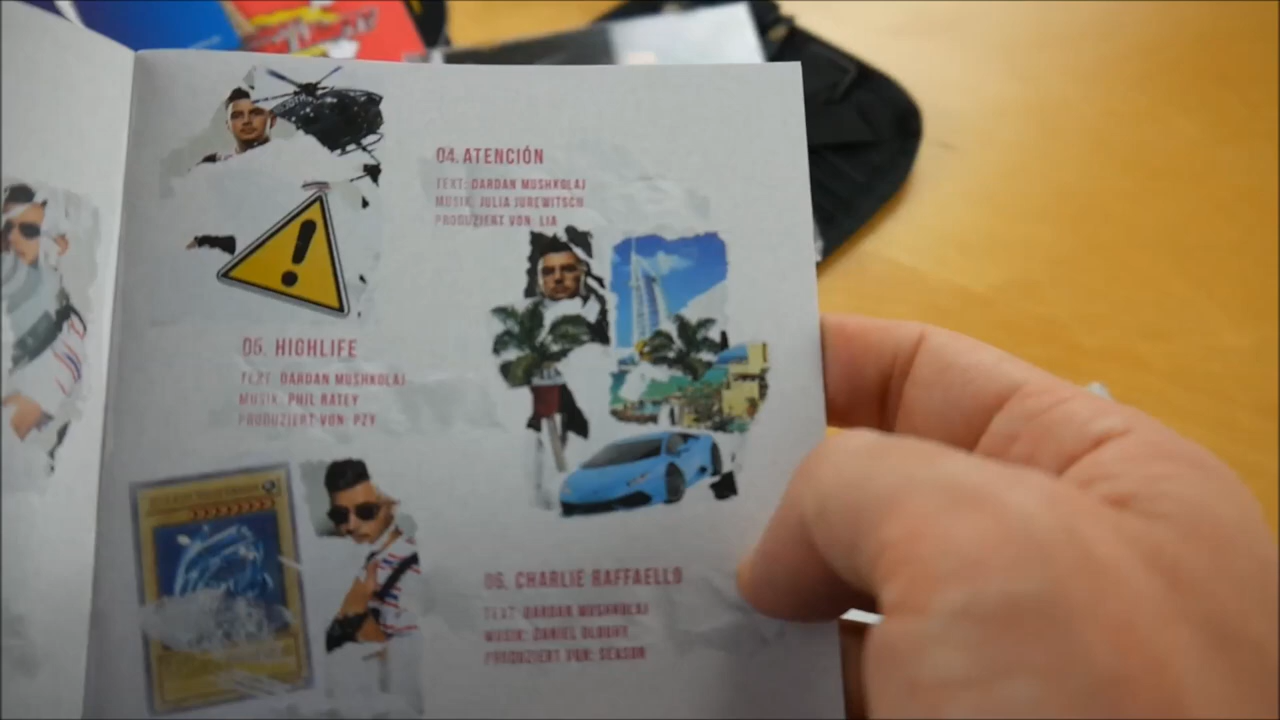 04. ATENCIÓN
TEXT: DARDAN MUSHKOLAJ
MUSIK: JULIA JUREWITSCH
PRODUZIERT VON: LIA
05. HIGHLIFE
TEXT: DARDAN MUSHKOLAJ
MUSIK: PHIL RATEY
PRODUZIERT VON: PZY
06. CHARLIE RAFFAELLO
TEXT: DARDAN MUSHKOLAJ
MUSIK: DANIEL
PRODUZIERT VON: SEASON